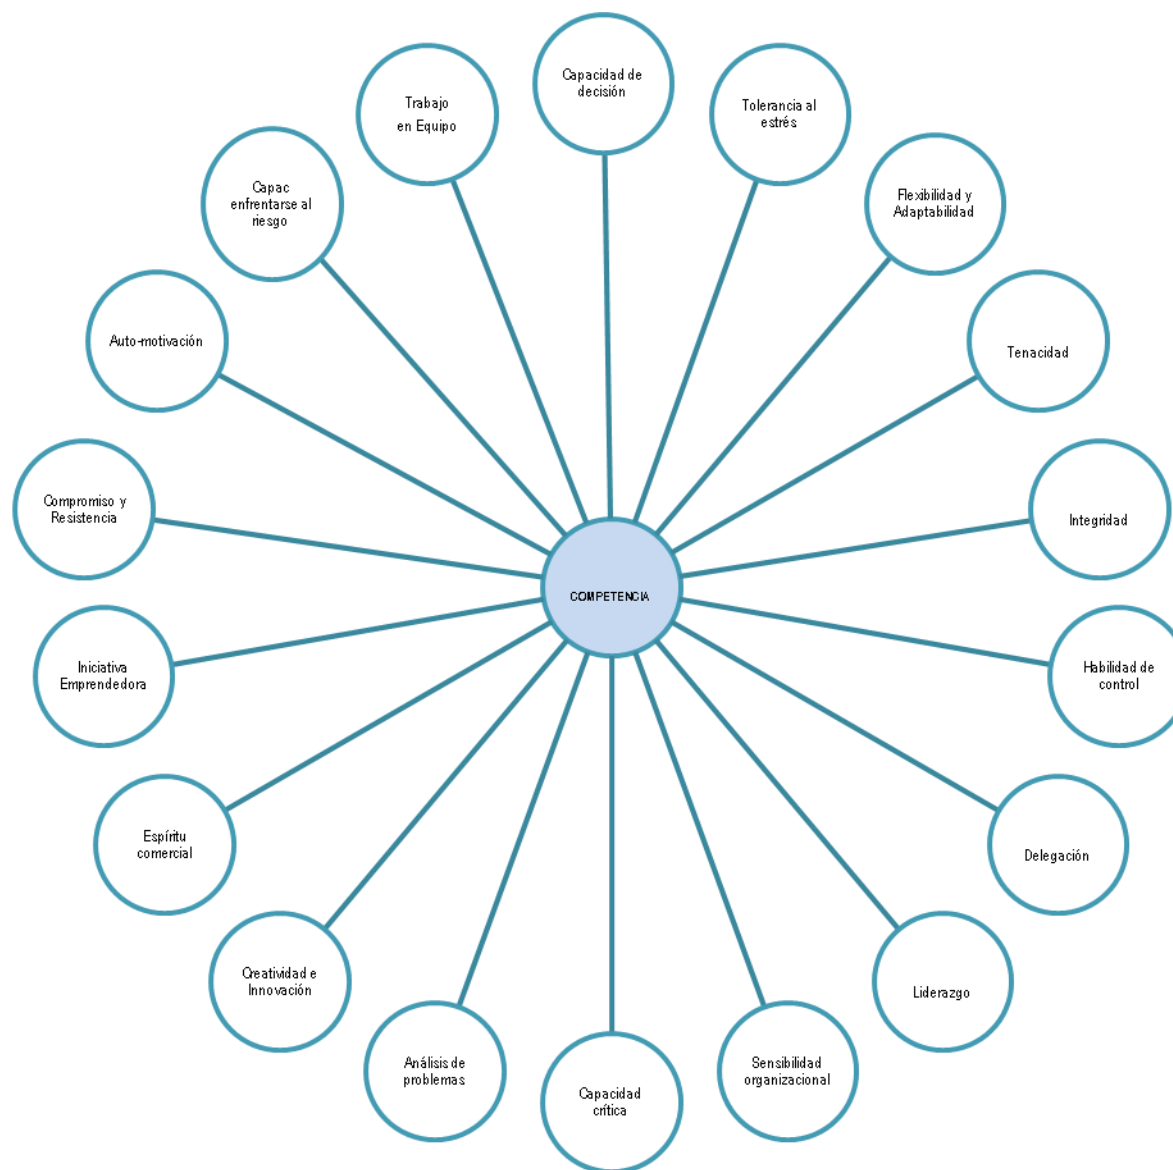 Capacidad de
decisión
Tolerancia al
estrés
Flexibilidad y
Adaptabilidad
Tenacidad
Integridad
Habilidad de
control
Delegación
Liderazgo
Sensibilidad
organizacional
Capacidad
crítica
Análisis de
problemas
Creatividad e
Innovación
Espíritu
comercial
Iniciativa
Emprendedora
Compromiso y
Resistencia
Auto-motivación
Capac
enfrentarse al
riesgo
Trabajo
en Equipo
COMPETENCIA